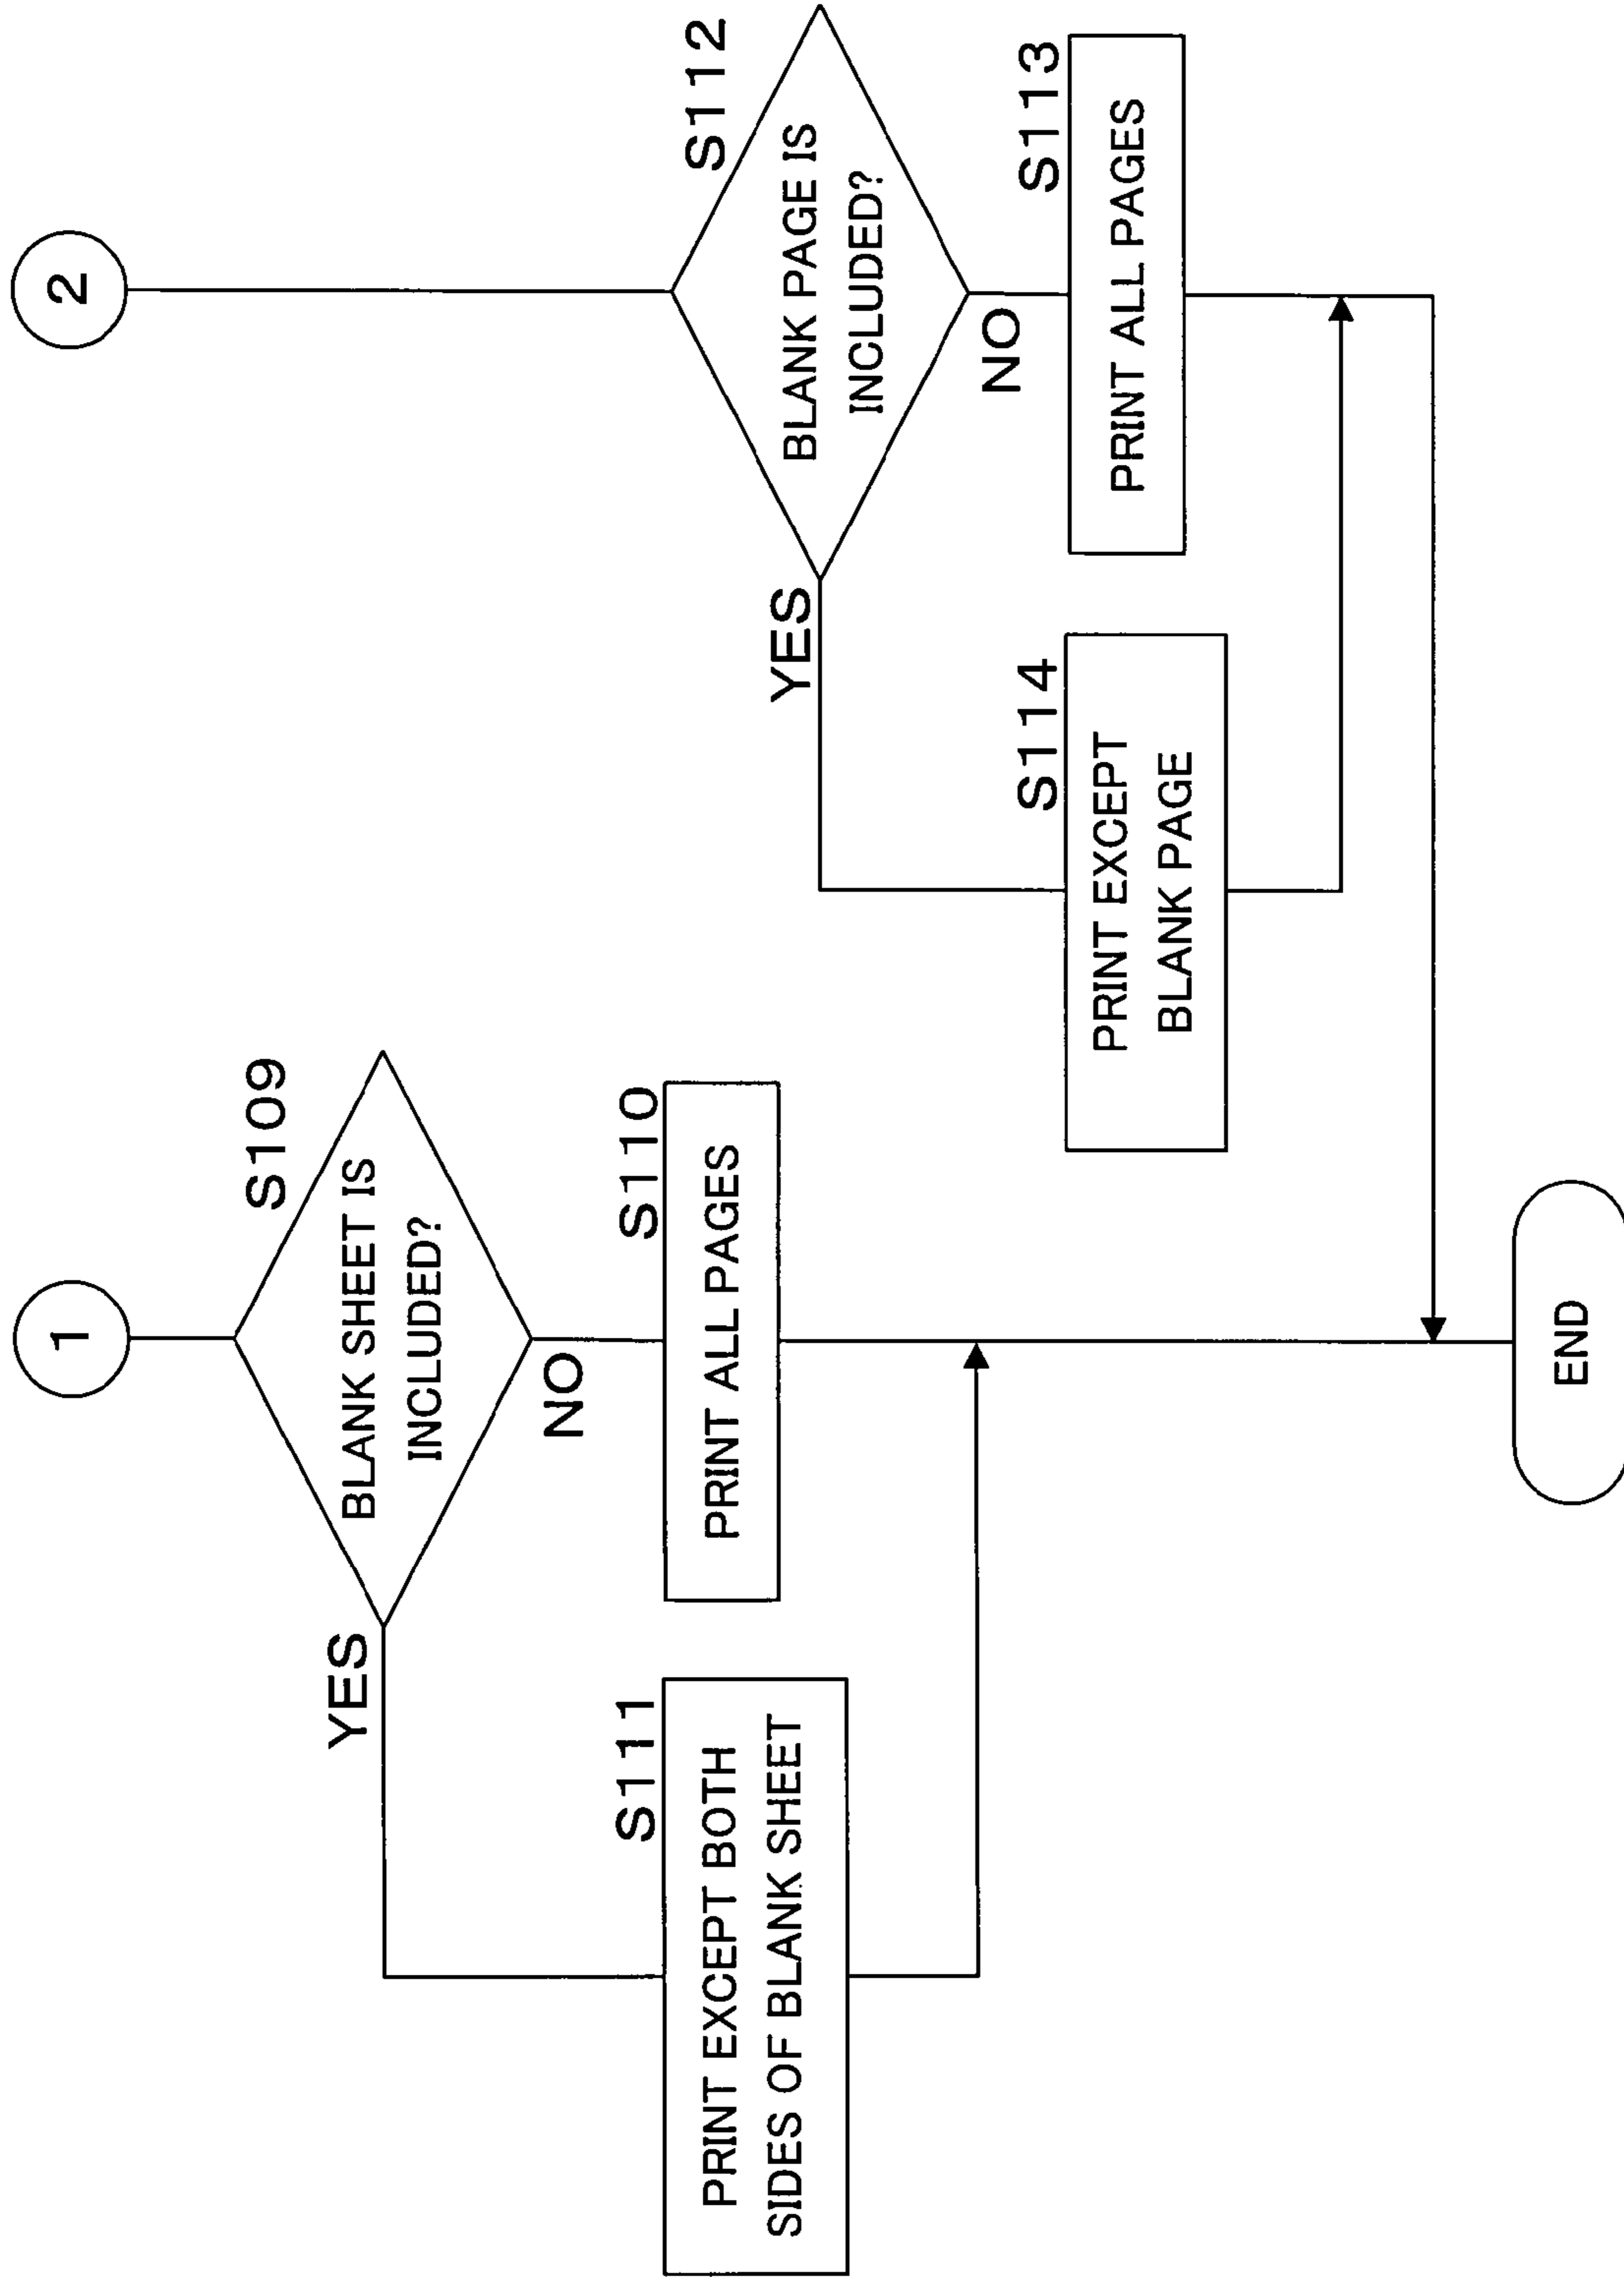 1
S109
BLANK SHEET IS
INCLUDED?
YES
NO
S111
PRINT EXCEPT BOTH
SIDES OF BLANK SHEET
S110
PRINT ALL PAGES
2
S112
BLANK PAGE IS
INCLUDED?
YES
NO
S114
PRINT EXCEPT
BLANK PAGE
S113
PRINT ALL PAGES
END